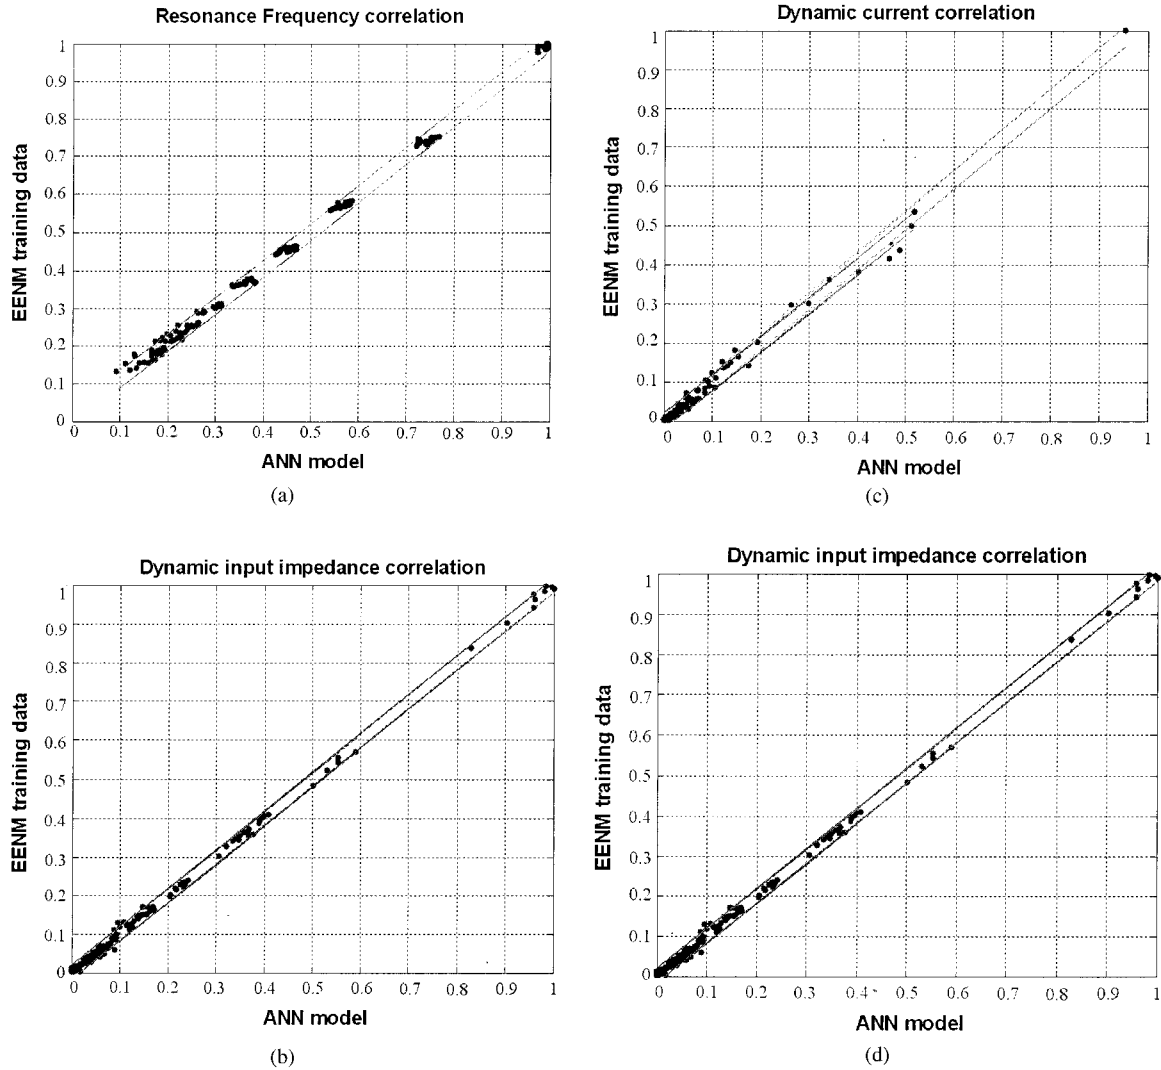 Resonance Frequency correlation
1
0.9
0.8
0.7
0.6
0.5
0.4
0.3
0.2
0.1
0
EENM training data
0.1 0.2 0.3 0.4 0.5 0.6 0.7 0.8 0.9 1
ANN model
(a)
Dynamic current correlation
1
0.9
0.8
0.7
0.6
0.5
0.4
0.3
0.2
0.1
0
EENM training data
0 0.1 0.2 0.3 0.4 0.5 0.6 0.7 0.8 0.9 1
ANN model
(c)
Dynamic input impedance correlation
1
0.9
0.8
0.7
0.6
0.5
0.4
0.3
0.2
0.1
0
EENM training data
0 0.1 0.2 0.3 0.4 0.5 0.6 0.7 0.8 0.9 1
ANN model
(b)
Dynamic input impedance correlation
1
0.9
0.8
0.7
0.6
0.5
0.4
0.3
0.2
0.1
0
EENM training data
0 0.1 0.2 0.3 0.4 0.5 0.6 0.7 0.8 0.9 1
ANN model
(d)